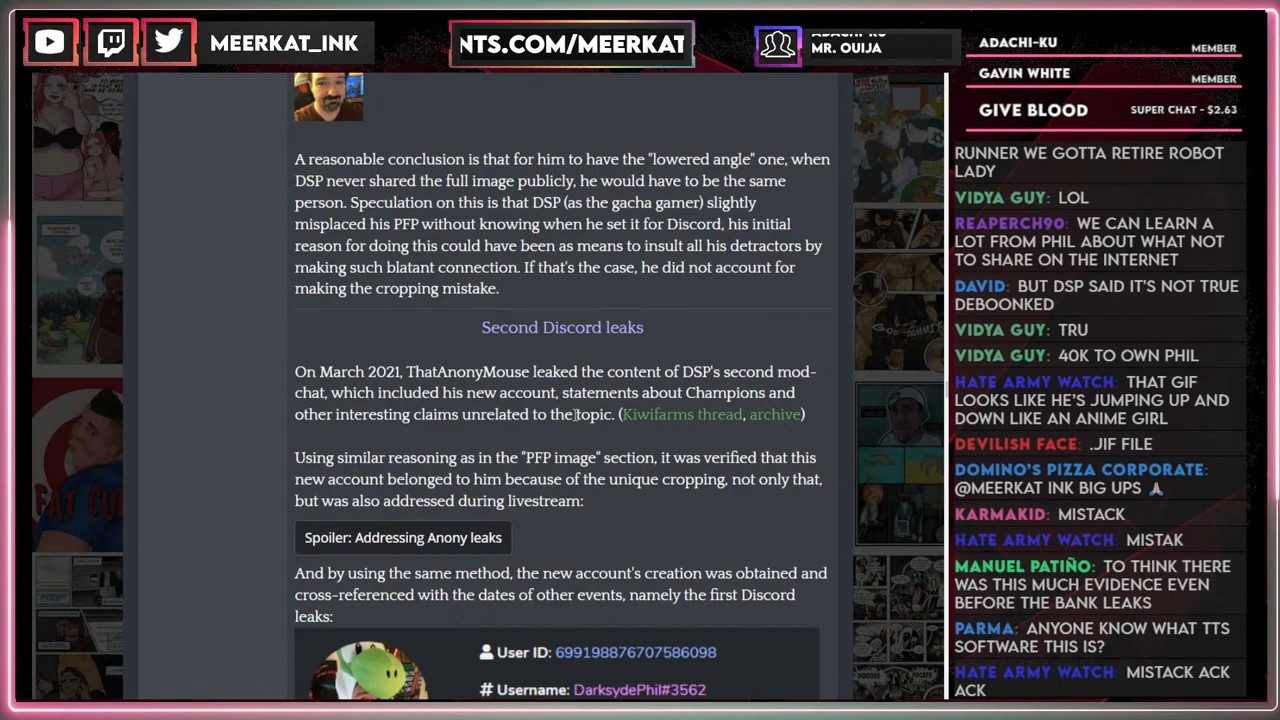 MEERKAT_INK
NTS.COM/MEERKAT
MR. OUIJA
ADACHI-KU
MEMBER
GAVIN WHITE
MEMBER
GIVE BLOOD
SUPER CHAT - $2.63
A reasonable conclusion is that for him to have the "lowered angle" one, when
DSP never shared the full image publicly, he would have to be the same
person. Speculation on this is that DSP (as the gacha gamer) slightly
misplaced his PFP without knowing when he set it for Discord, his initial
reason for doing this could have been as means to insult all his detractors by
making such blatant connection. If that's the case, he did not account for
making the cropping mistake.
Second Discord leaks
On March 2021, ThatAnonyMouse leaked the content of DSP's second mod-
chat, which included his new account, statements about Champions and
other interesting claims unrelated to the topic. (Kiwifarms thread, archive)
Using similar reasoning as in the "PFP image" section, it was verified that this
new account belonged to him because of the unique cropping, not only that,
but was also addressed during livestream:
Spoiler: Addressing Anony leaks
And by using the same method, the new account's creation was obtained and
cross-referenced with the dates of other events, namely the first Discord
leaks:
User ID: 699198876707586098
# Username: DarksydePhil#3562
RUNNER WE GOTTA RETIRE ROBOT
LADY
VIDYA GUY: LOL
REAPERCH90: WE CAN LEARN A
LOT FROM PHIL ABOUT WHAT NOT
TO SHARE ON THE INTERNET
DAVID: BUT DSP SAID IT'S NOT TRUE
DEBOONKED
VIDYA GUY: TRU
VIDYA GUY: 40K TO OWN PHIL
HATE ARMY WATCH: THAT GIF
LOOKS LIKE HE'S JUMPING UP AND
DOWN LIKE AN ANIME GIRL
DEVILISH FACE: .JIF FILE
DOMINO'S PIZZA CORPORATE:
@MEERKAT INK BIG UPS 🙏🏻
KARMAKID: MISTACK
HATE ARMY WATCH: MISTAK
MANUEL PATIÑO: TO THINK THERE
WAS THIS MUCH EVIDENCE EVEN
BEFORE THE BANK LEAKS
PARMA: ANYONE KNOW WHAT TTS
SOFTWARE THIS IS?
HATE ARMY WATCH: MISTACK ACK
ACK